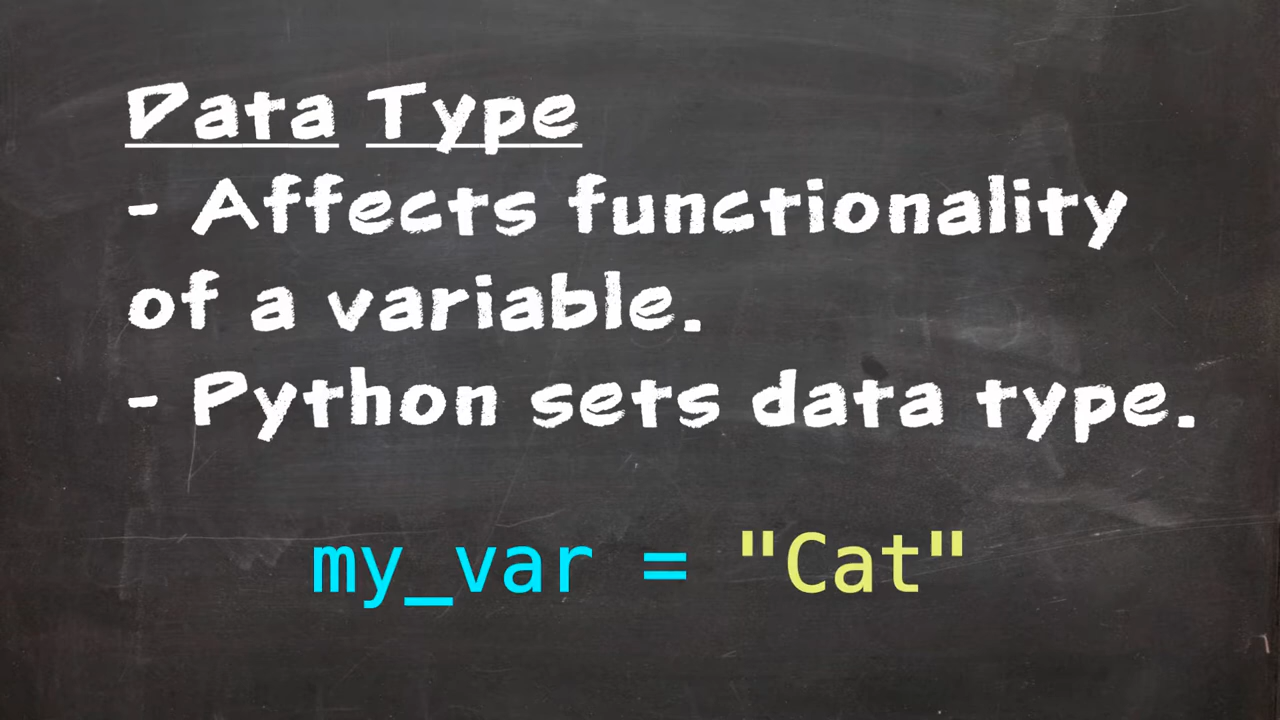 Data Type
- Affects functionality
of a variable.
- Python sets data type.
my_var = "Cat"